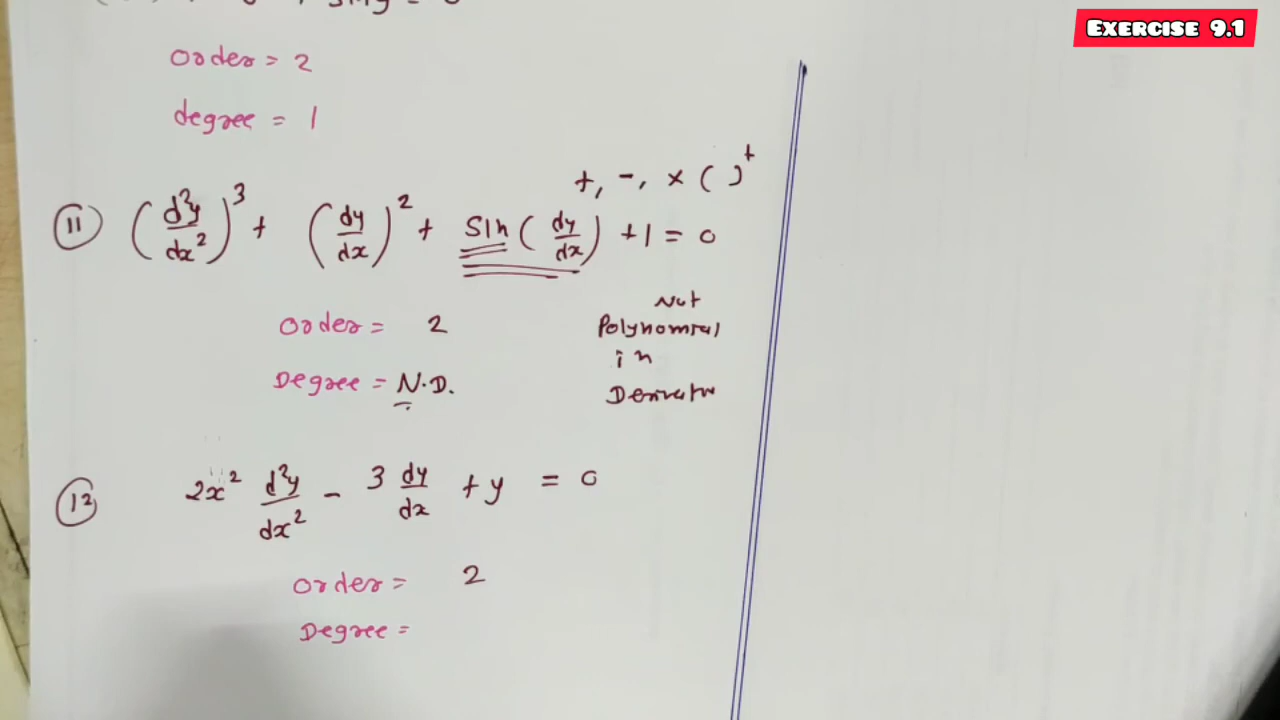 Exercise 9.1
Order = 2
degree = 1
+, -, × ( )⁺
(11) (d²y/dx²)³ + (dy/dx)² + Sin(dy/dx) + 1 = 0
Order = 2
Degree = N.D.
Not
Polynomial
in
(12) 2x² d²y/dx² - 3 dy/dx + y = 0
Order = 2
Degree =